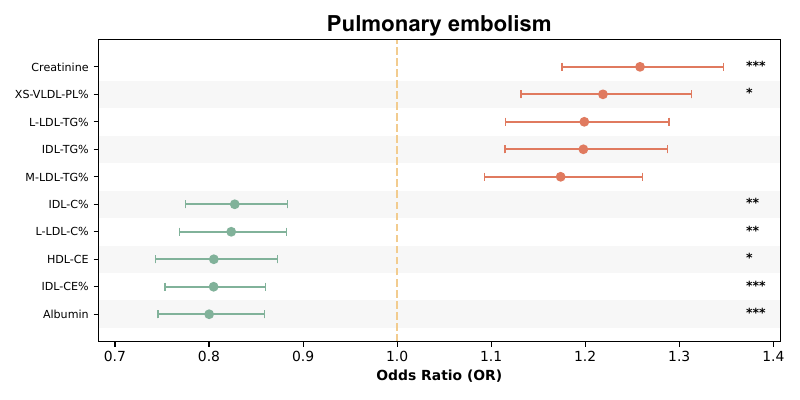 Pulmonary embolism
Creatinine ***
XS-VLDL-PL% *
L-LDL-TG%
IDL-TG%
M-LDL-TG%
IDL-C% **
L-LDL-C% **
HDL-CE *
IDL-CE% ***
Albumin ***
0.7 0.8 0.9 1.0 1.1 1.2 1.3 1.4
Odds Ratio (OR)